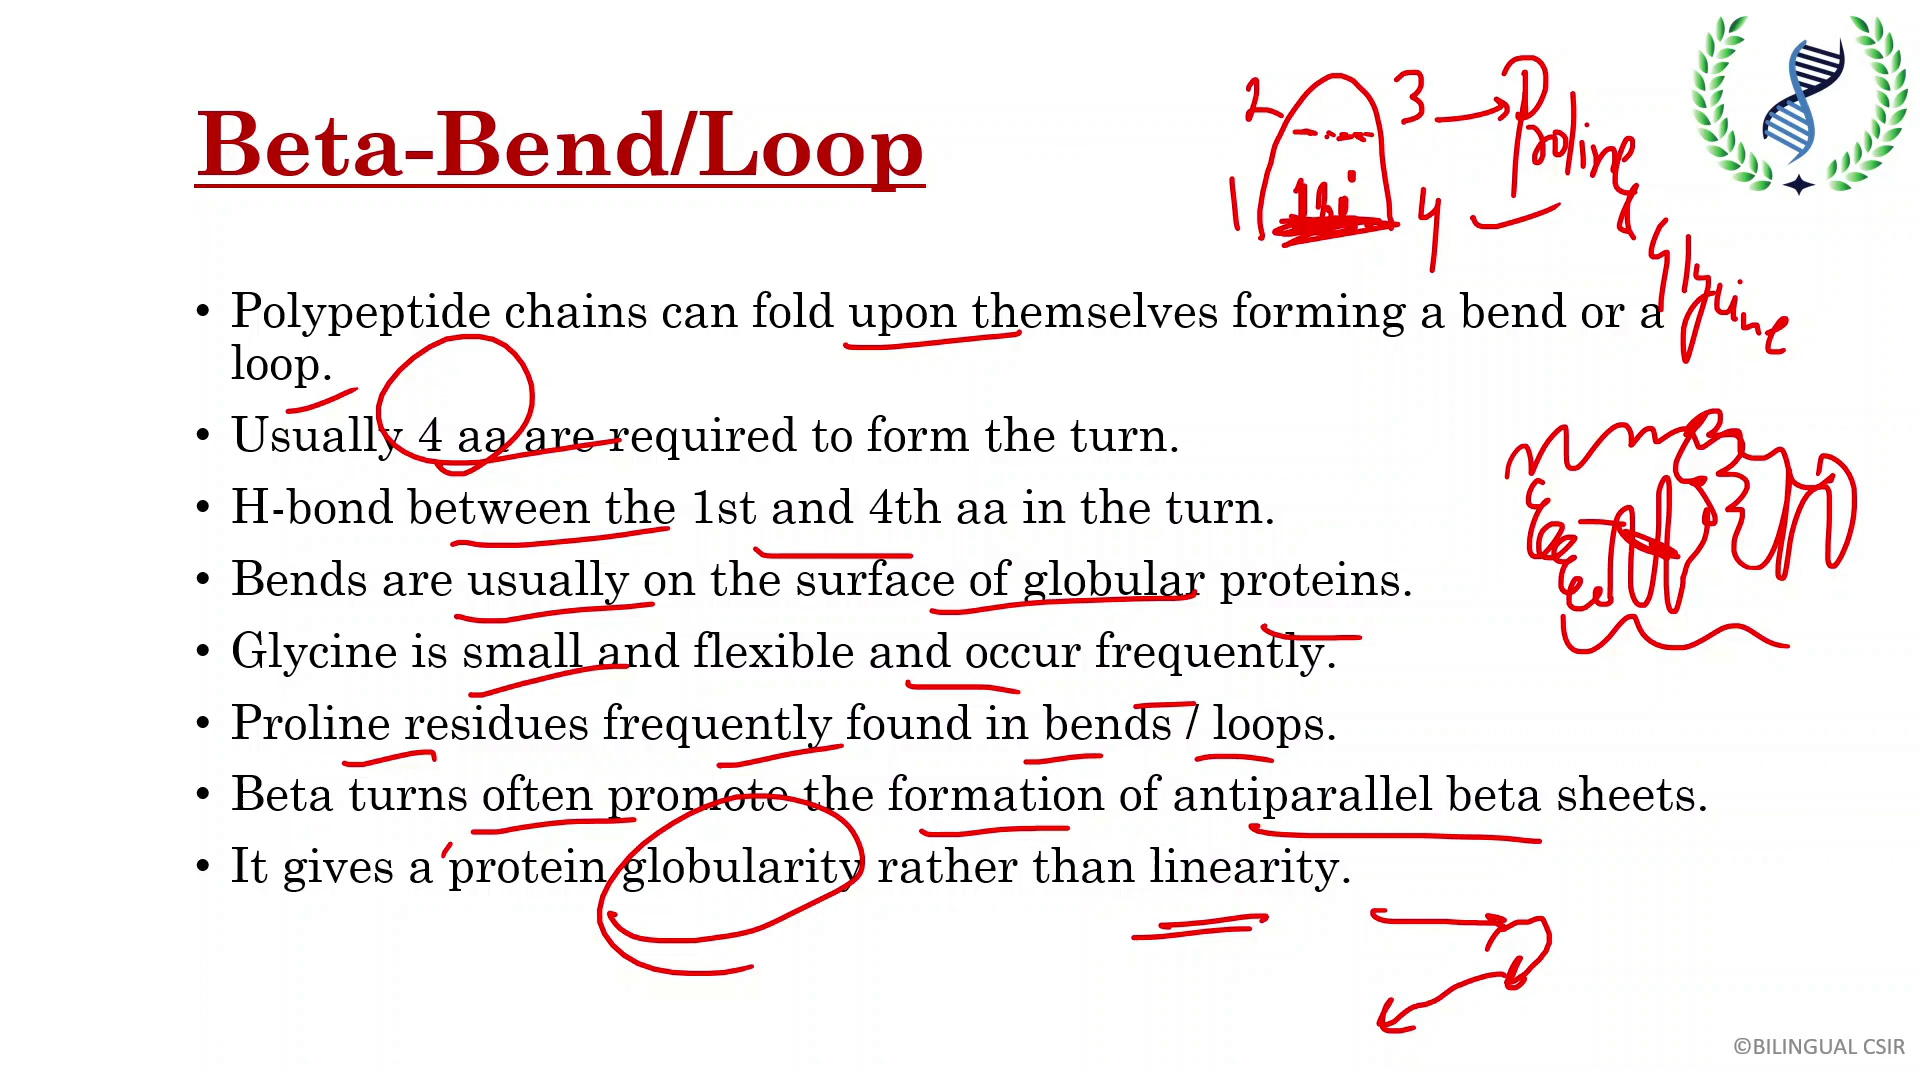 Beta-Bend/Loop
2
3
Proline
&
1
4
Glycine
• Polypeptide chains can fold upon themselves forming a bend or a
loop.
• Usually 4 aa are required to form the turn.
• H-bond between the 1st and 4th aa in the turn.
• Bends are usually on the surface of globular proteins.
• Glycine is small and flexible and occur frequently.
• Proline residues frequently found in bends / loops.
• Beta turns often promote the formation of antiparallel beta sheets.
• It gives a protein globularity rather than linearity.
©BILINGUAL CSIR